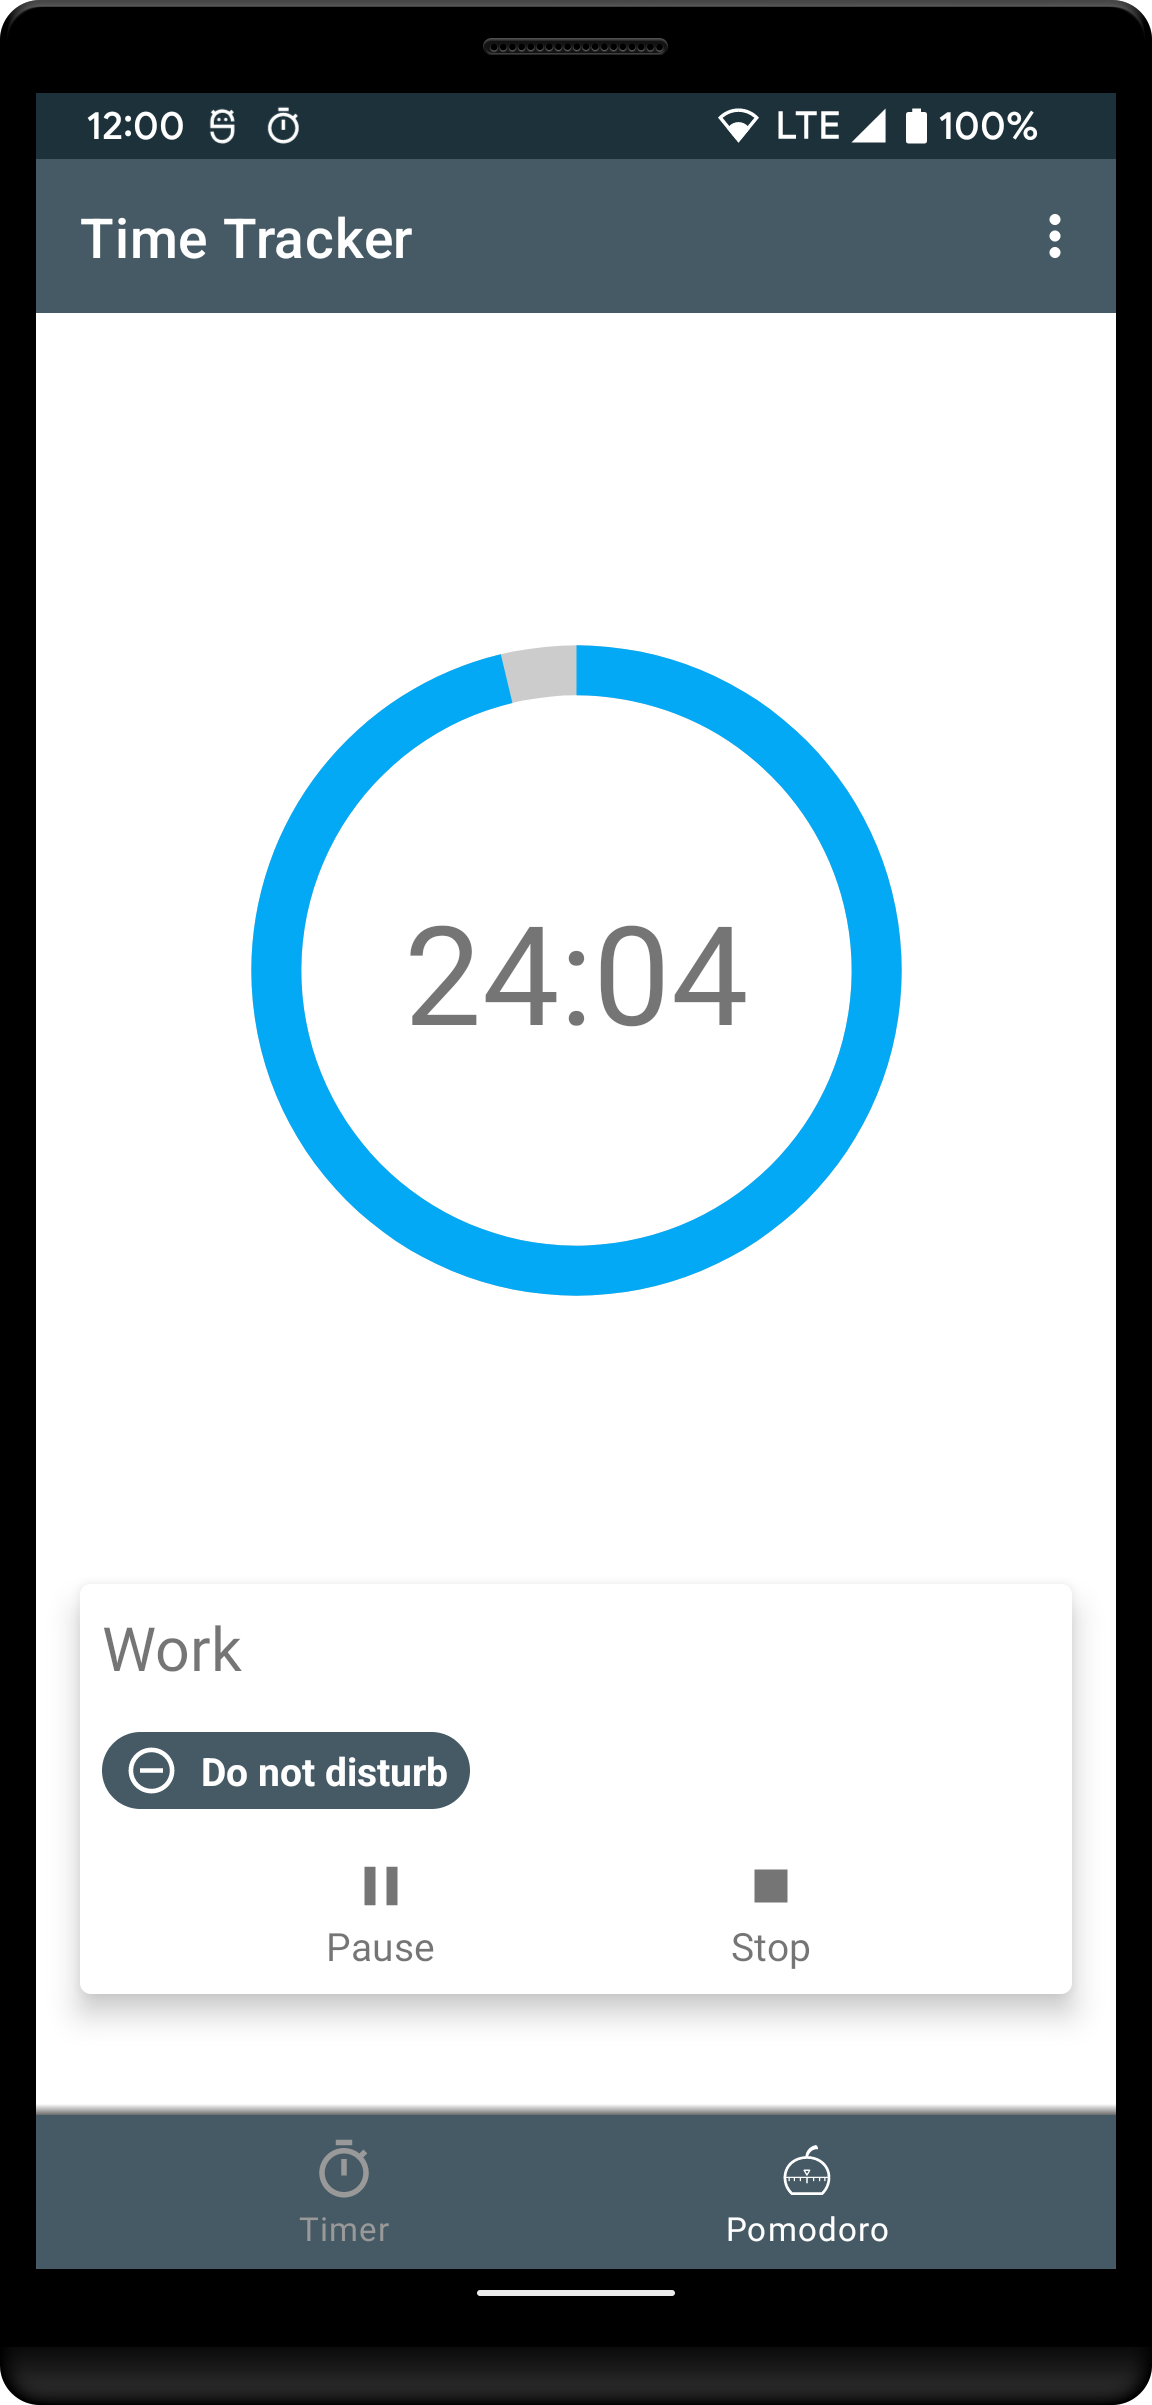 12:00 LTE 100%
Time Tracker
24:04
Work
Do not disturb
Pause Stop
Timer Pomodoro